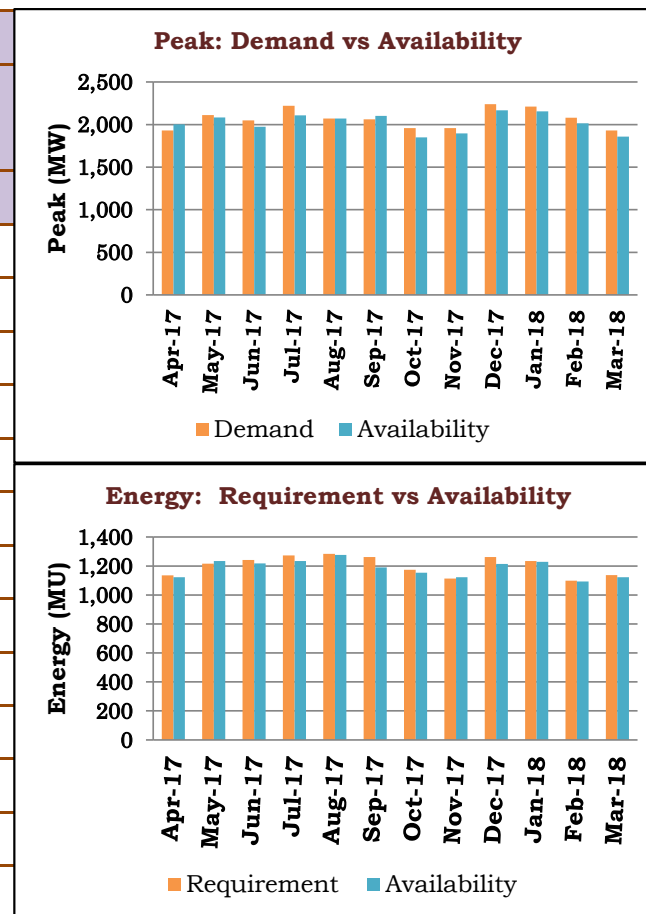 Peak: Demand vs Availability
2,500
2,000
1,500
1,000
500
0
Peak (MW)
Apr-17
May-17
Jun-17
Jul-17
Aug-17
Sep-17
Oct-17
Nov-17
Dec-17
Jan-18
Feb-18
Mar-18
Demand Availability
Energy: Requirement vs Availability
1,400
1,200
1,000
800
600
400
200
0
Energy (MU)
Apr-17
May-17
Jun-17
Jul-17
Aug-17
Sep-17
Oct-17
Nov-17
Dec-17
Jan-18
Feb-18
Mar-18
Requirement Availability